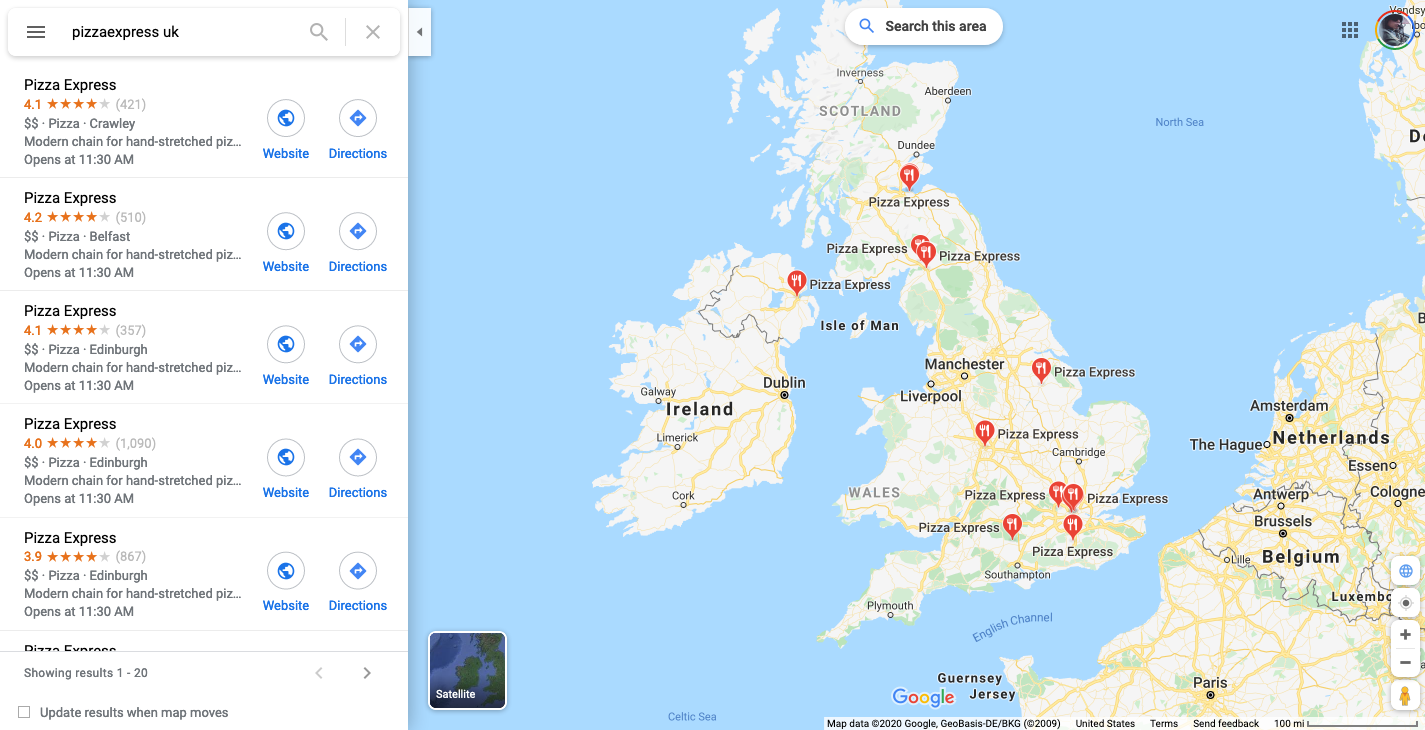 pizzaexpress uk
Pizza Express
4.1 ★★★★★ (421)
$$ · Pizza · Crawley
Modern chain for hand-stretched piz...
Opens at 11:30 AM
Website
Directions
Pizza Express
4.2 ★★★★★ (510)
$$ · Pizza · Belfast
Modern chain for hand-stretched piz...
Opens at 11:30 AM
Website
Directions
Pizza Express
4.1 ★★★★★ (357)
$$ · Pizza · Edinburgh
Modern chain for hand-stretched piz...
Opens at 11:30 AM
Website
Directions
Pizza Express
4.0 ★★★★★ (1,090)
$$ · Pizza · Edinburgh
Modern chain for hand-stretched piz...
Opens at 11:30 AM
Website
Directions
Pizza Express
3.9 ★★★★★ (867)
$$ · Pizza · Edinburgh
Modern chain for hand-stretched piz...
Opens at 11:30 AM
Website
Directions
Pizza Express
Showing results 1 - 20
Update results when map moves
Search this area
Inverness
Aberdeen
SCOTLAND
North Sea
Dundee
Pizza Express
Pizza Express
Pizza Express
Pizza Express
Isle of Man
Manchester
Pizza Express
Dublin
Liverpool
Galway
Ireland
Amsterdam
Limerick
Pizza Express
The Hague
Netherlands
Cambridge
Essen
WALES
Cork
Pizza Express
Pizza Express
Antwerp
Cologne
Pizza Express
Brussels
Pizza Express
Lille
Belgium
Southampton
Plymouth
English Channel
Guernsey
Jersey
Paris
Celtic Sea
Satellite
Google
Map data ©2020 Google, GeoBasis-DE/BKG (©2009)
United States
Terms
Send feedback
100 mi